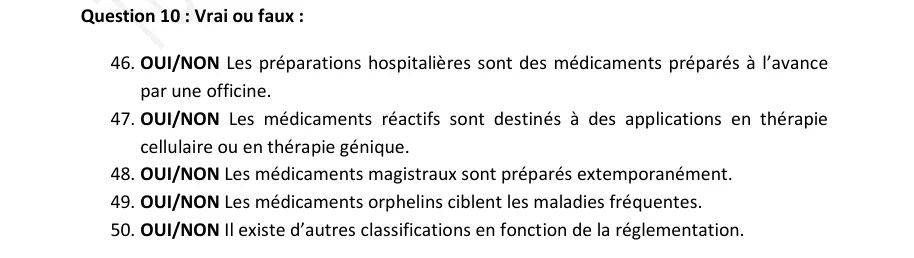 Question 10 : Vrai ou faux :
46. OUI/NON Les préparations hospitalières sont des médicaments préparés à l’avance
par une officine.
47. OUI/NON Les médicaments réactifs sont destinés à des applications en thérapie
cellulaire ou en thérapie génique.
48. OUI/NON Les médicaments magistraux sont préparés extemporanément.
49. OUI/NON Les médicaments orphelins ciblent les maladies fréquentes.
50. OUI/NON Il existe d’autres classifications en fonction de la réglementation.